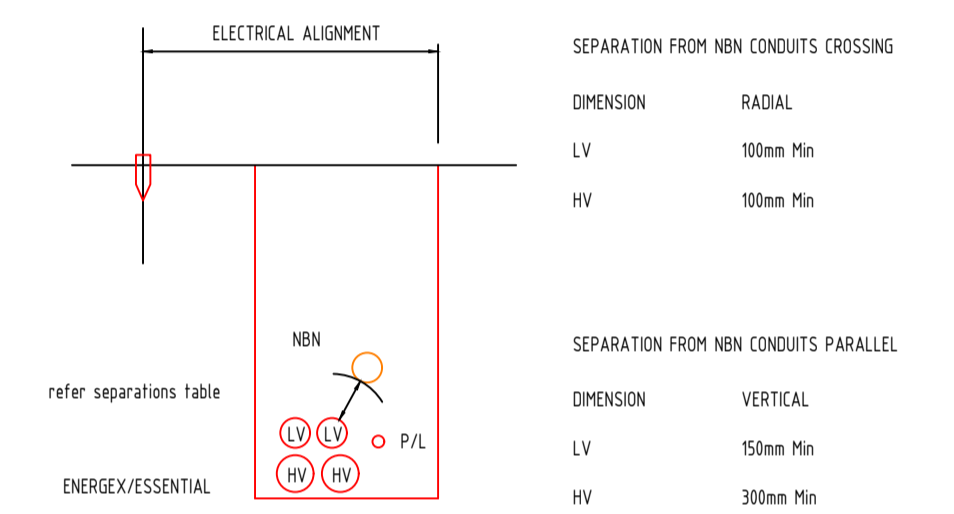 ELECTRICAL ALIGNMENT
NBN
refer separations table
LV LV
P/L
HV HV
ENERGEX/ESSENTIAL
SEPARATION FROM NBN CONDUITS CROSSING
DIMENSION RADIAL
LV 100mm Min
HV 100mm Min
SEPARATION FROM NBN CONDUITS PARALLEL
DIMENSION VERTICAL
LV 150mm Min
HV 300mm Min